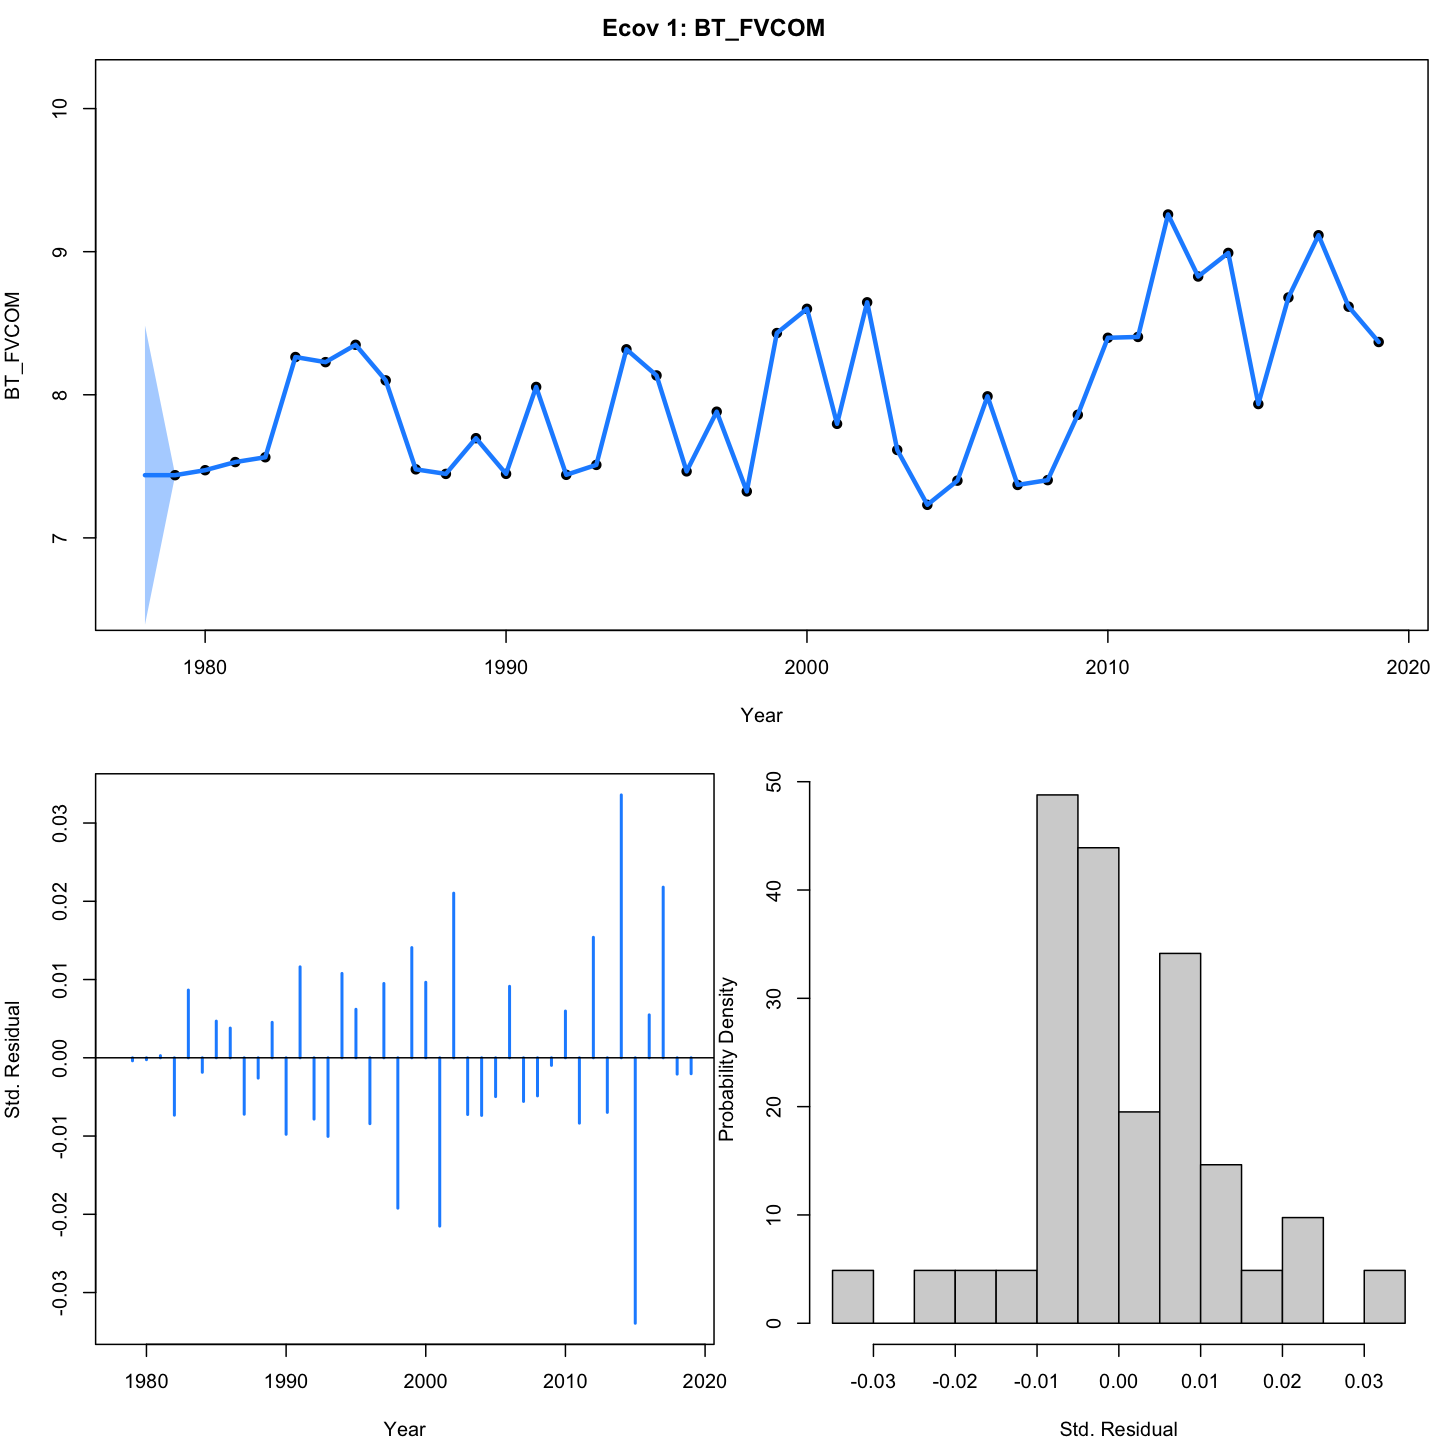 Ecov 1: BT_FVCOM
BT_FVCOM
10
9
8
7
1980 1990 2000 2010 2020
Year
Std. Residual
0.03
0.02
0.01
0.00
-0.01
-0.02
-0.03
1980 1990 2000 2010 2020
Year
Probability Density
50
40
30
20
10
0
-0.03 -0.02 -0.01 0.00 0.01 0.02 0.03
Std. Residual